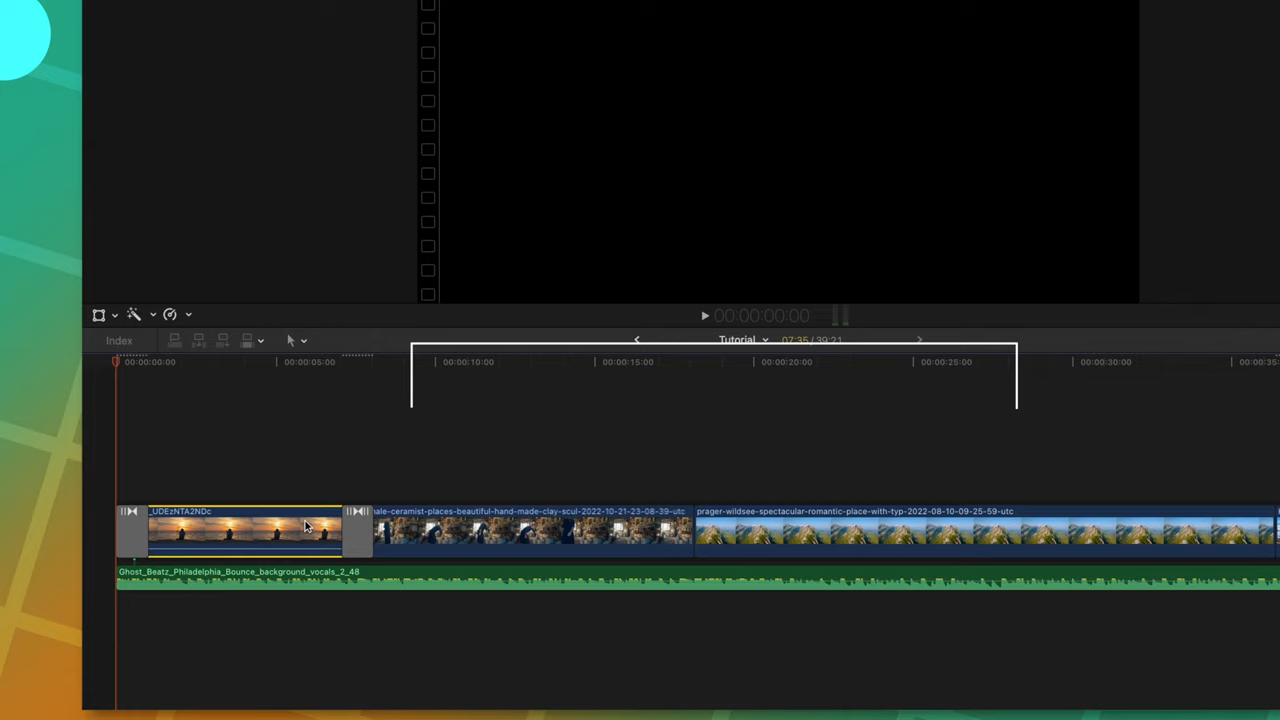 00:00:00:00
Index
Tutorial
07:35 / 39:21
00:00:00:00
00:00:05:00
00:00:10:00
00:00:15:00
00:00:20:00
00:00:25:00
00:00:30:00
00:00:35:
_UDEzNTA2NDc
ale-ceramist-places-beautiful-hand-made-clay-scul-2022-10-21-23-08-39-utc
prager-wildsee-spectacular-romantic-place-with-typ-2022-08-10-09-25-59-utc
Ghost_Beatz_Philadelphia_Bounce_background_vocals_2_48